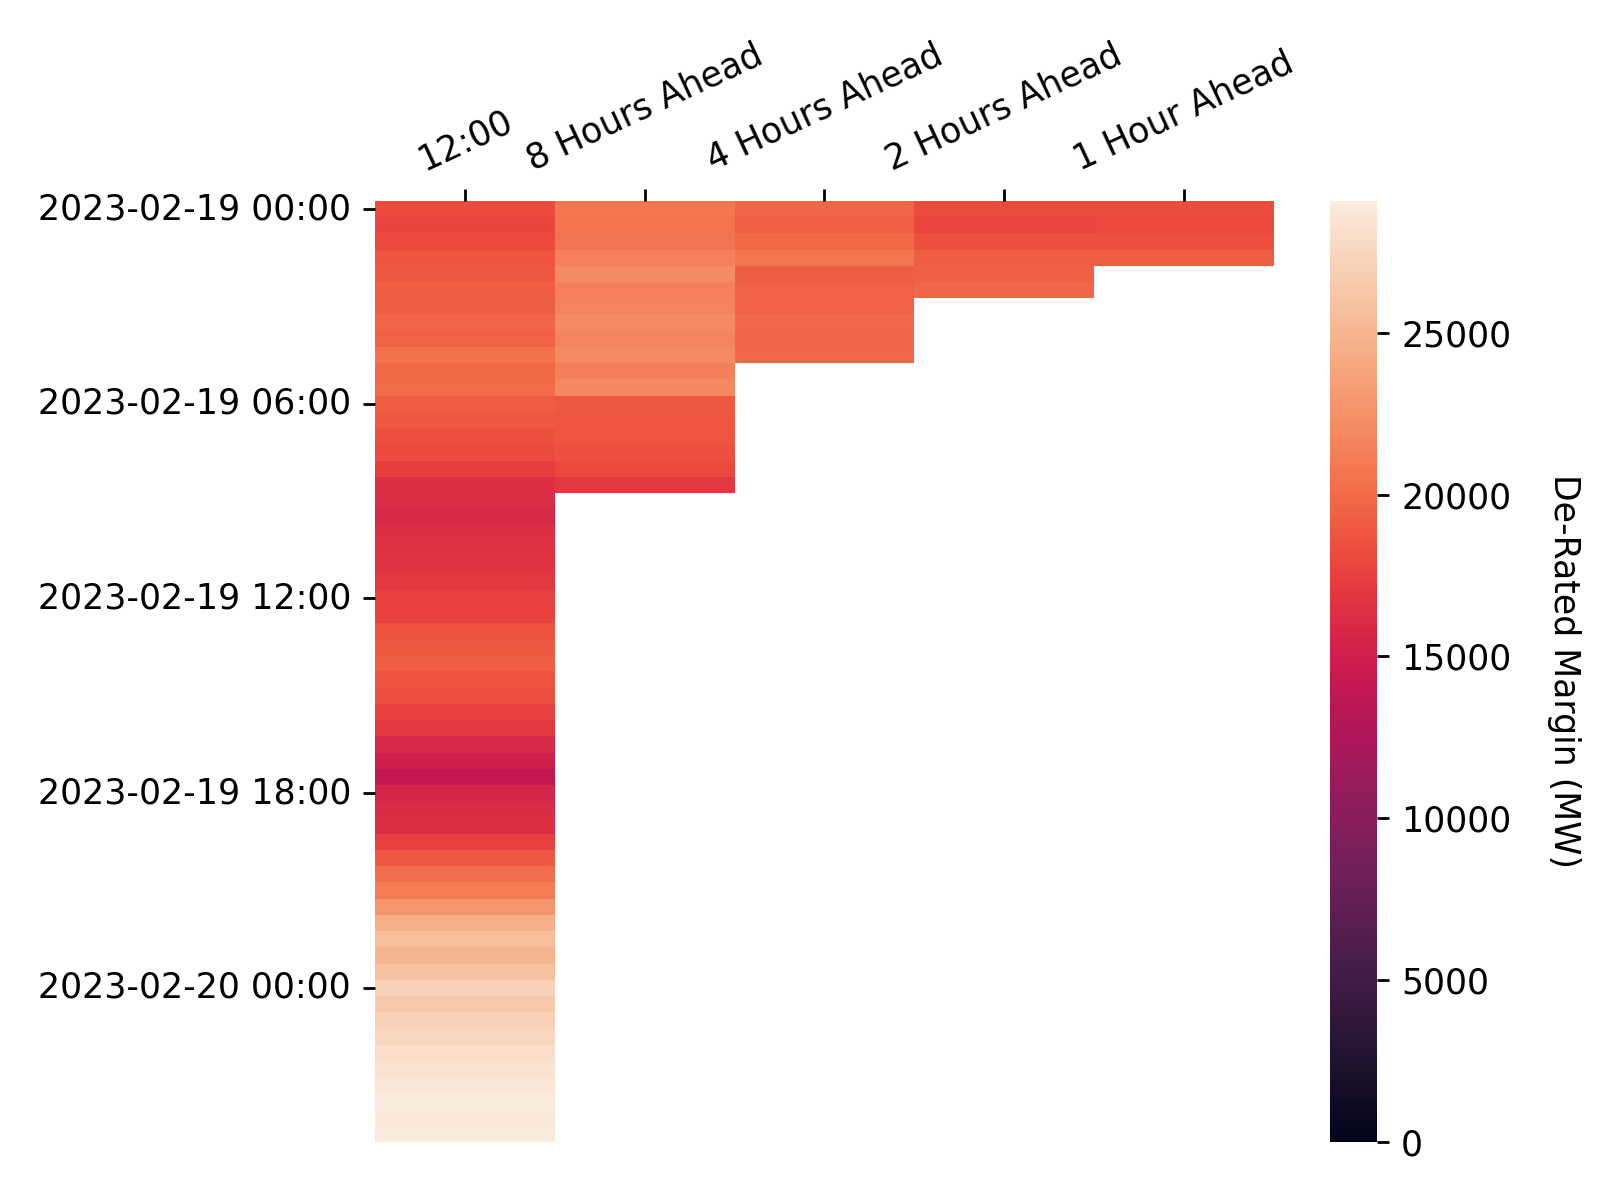 12:00
8 Hours Ahead
4 Hours Ahead
2 Hours Ahead
1 Hour Ahead
2023-02-19 00:00
2023-02-19 06:00
2023-02-19 12:00
2023-02-19 18:00
2023-02-20 00:00
25000
20000
15000
10000
5000
0
De-Rated Margin (MW)